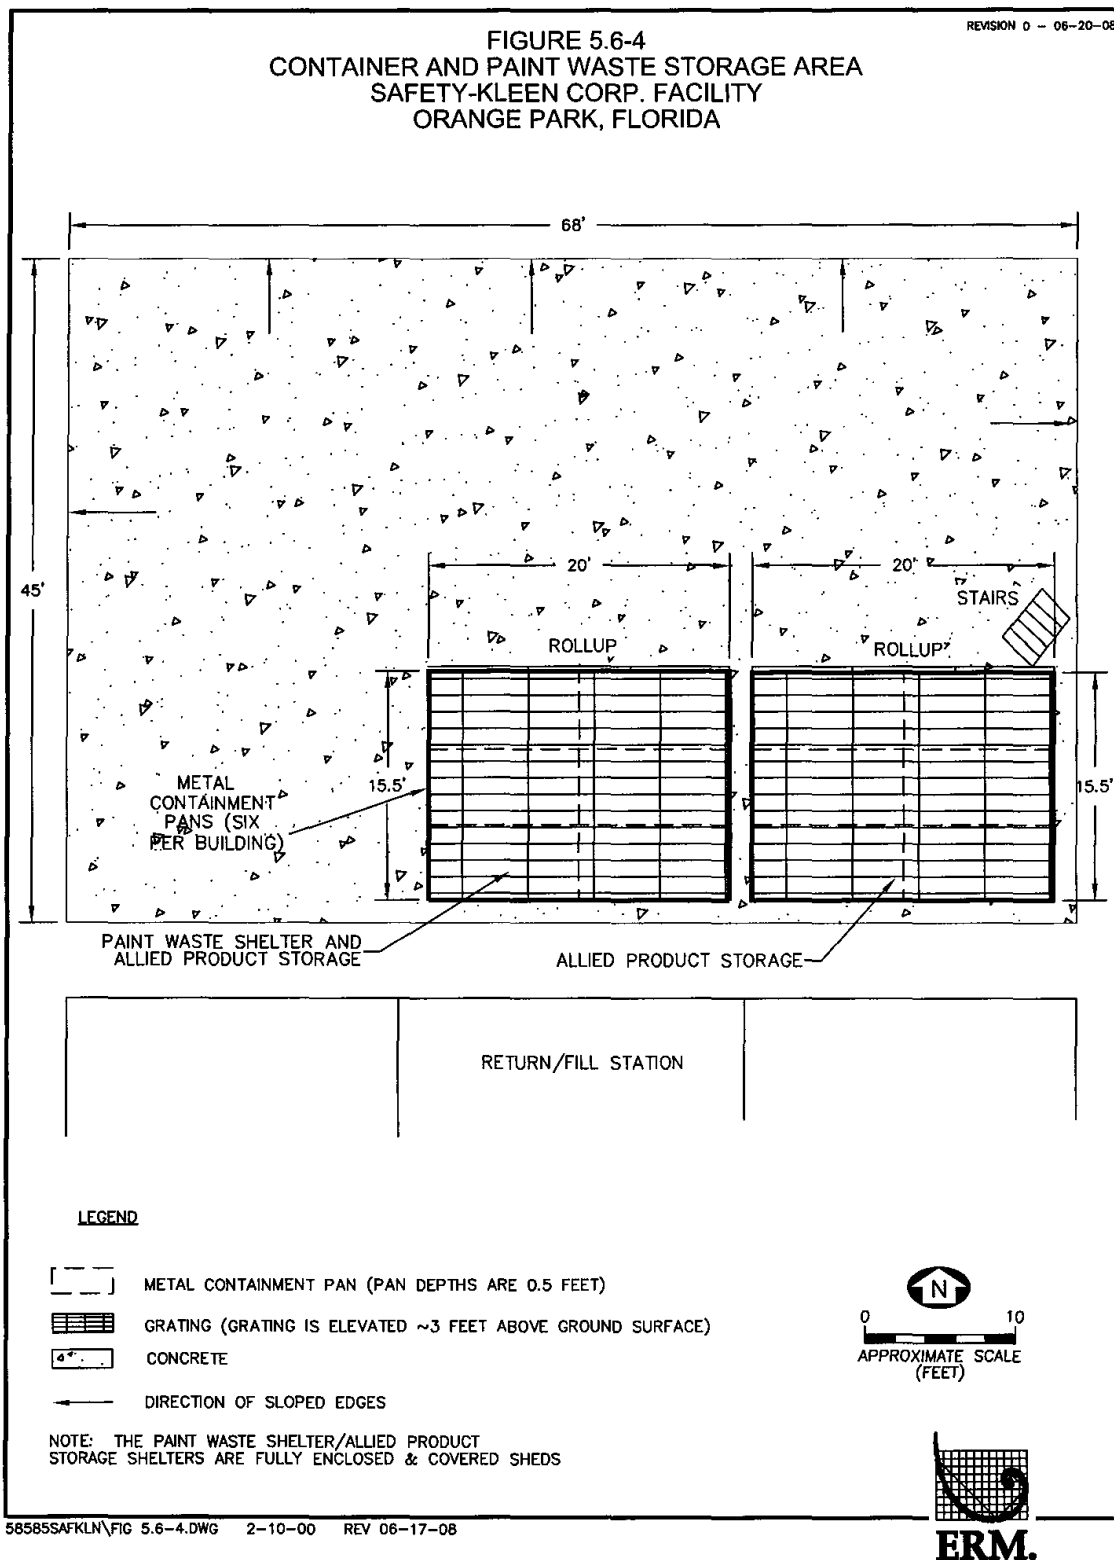 REVISION 0 - 06-20-08
FIGURE 5.6-4
CONTAINER AND PAINT WASTE STORAGE AREA
SAFETY-KLEEN CORP. FACILITY
ORANGE PARK, FLORIDA
68'
45'
20'
20'
STAIRS
ROLLUP
ROLLUP
15.5'
15.5'
METAL
CONTAINMENT
PANS (SIX
PER BUILDING)
PAINT WASTE SHELTER AND
ALLIED PRODUCT STORAGE
ALLIED PRODUCT STORAGE
RETURN/FILL STATION
LEGEND
METAL CONTAINMENT PAN (PAN DEPTHS ARE 0.5 FEET)
GRATING (GRATING IS ELEVATED ~3 FEET ABOVE GROUND SURFACE)
CONCRETE
DIRECTION OF SLOPED EDGES
NOTE: THE PAINT WASTE SHELTER/ALLIED PRODUCT
STORAGE SHELTERS ARE FULLY ENCLOSED & COVERED SHEDS
N
0 10
APPROXIMATE SCALE
(FEET)
ERM.
58585SAFKLN\FIG 5.6-4.DWG 2-10-00 REV 06-17-08